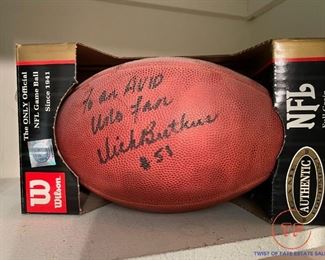 The ONLY Official
NFL Game Ball
Since 1941
W
Wilson
To an AVID
Unlv Fan
Dick Butkus
#51
NFL
AUTHENTIC
TWIST OF FATE ESTATE SALES